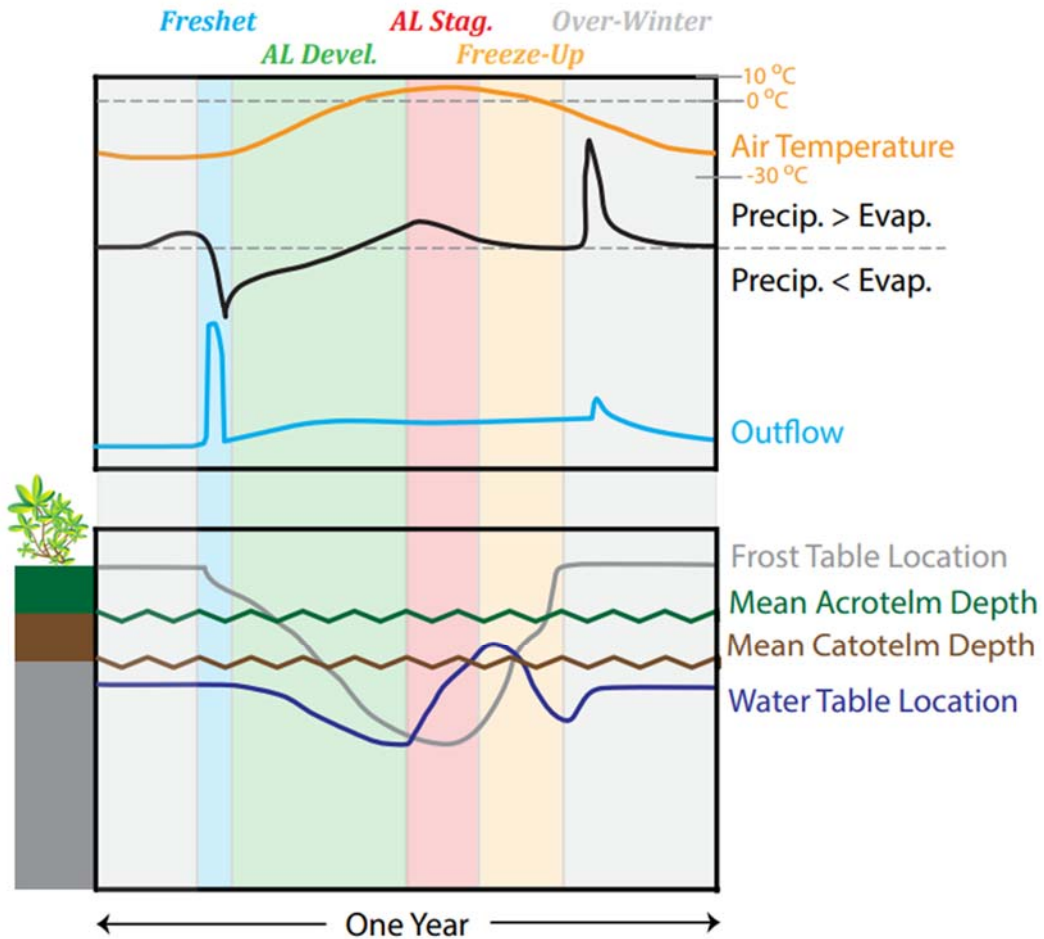 Freshet
AL Stag.
Over-Winter
AL Devel.
Freeze-Up
10 °C
0 °C
Air Temperature
-30 °C
Precip. > Evap.
Precip. < Evap.
Outflow
Frost Table Location
Mean Acrotelm Depth
Mean Catotelm Depth
Water Table Location
One Year